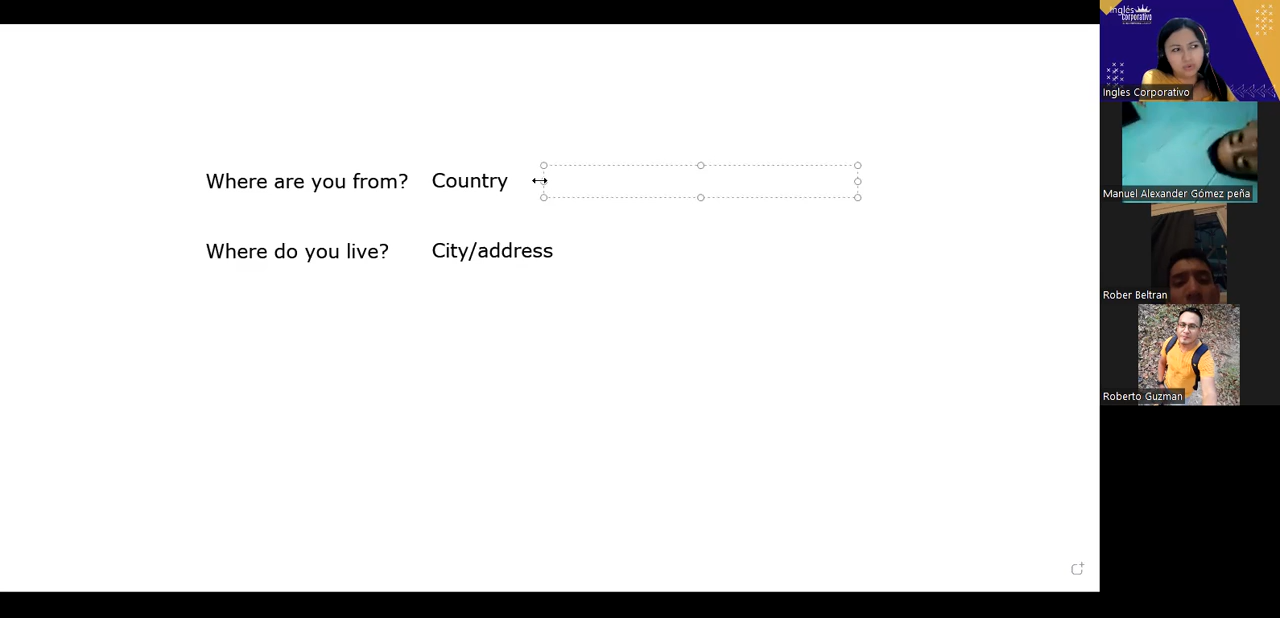 Where are you from? Country
Where do you live? City/address
Inglés
corporativo
Ingles Corporativo
Manuel Alexander Gómez peña
Rober Beltran
Roberto Guzman